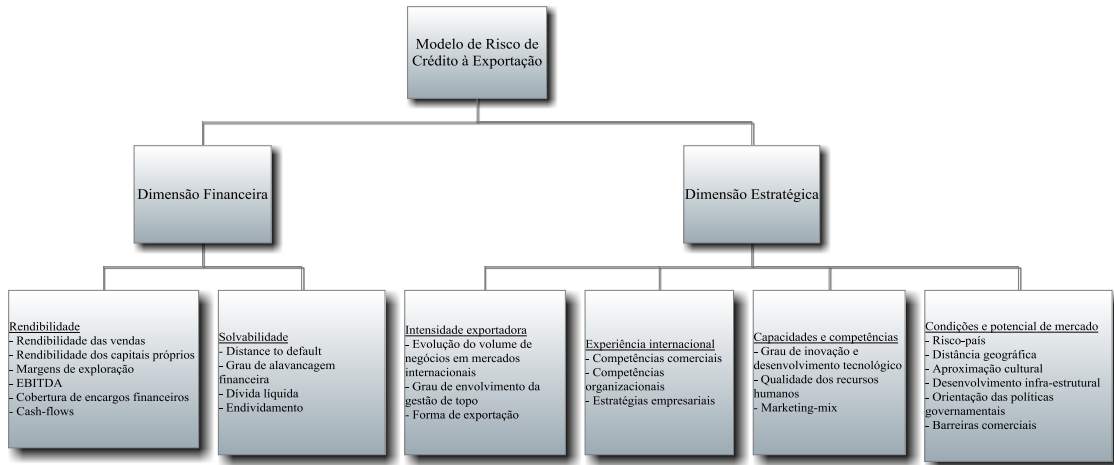 Modelo de Risco de
Crédito à Exportação
Dimensão Financeira
Dimensão Estratégica
Rendibilidade
- Rendibilidade das vendas
- Rendibilidade dos capitais próprios
- Margens de exploração
- EBITDA
- Cobertura de encargos financeiros
- Cash-flows
Solvabilidade
- Distance to default
- Grau de alavancagem
financeira
- Dívida líquida
- Endividamento
Intensidade exportadora
- Evolução do volume de
negócios em mercados
internacionais
- Grau de envolvimento da
gestão de topo
- Forma de exportação
Experiência internacional
- Competências comerciais
- Competências
organizacionais
- Estratégias empresariais
Capacidades e competências
- Grau de inovação e
desenvolvimento tecnológico
- Qualidade dos recursos
humanos
- Marketing-mix
Condições e potencial de mercado
- Risco-país
- Distância geográfica
- Aproximação cultural
- Desenvolvimento infra-estrutural
- Orientação das políticas
governamentais
- Barreiras comerciais